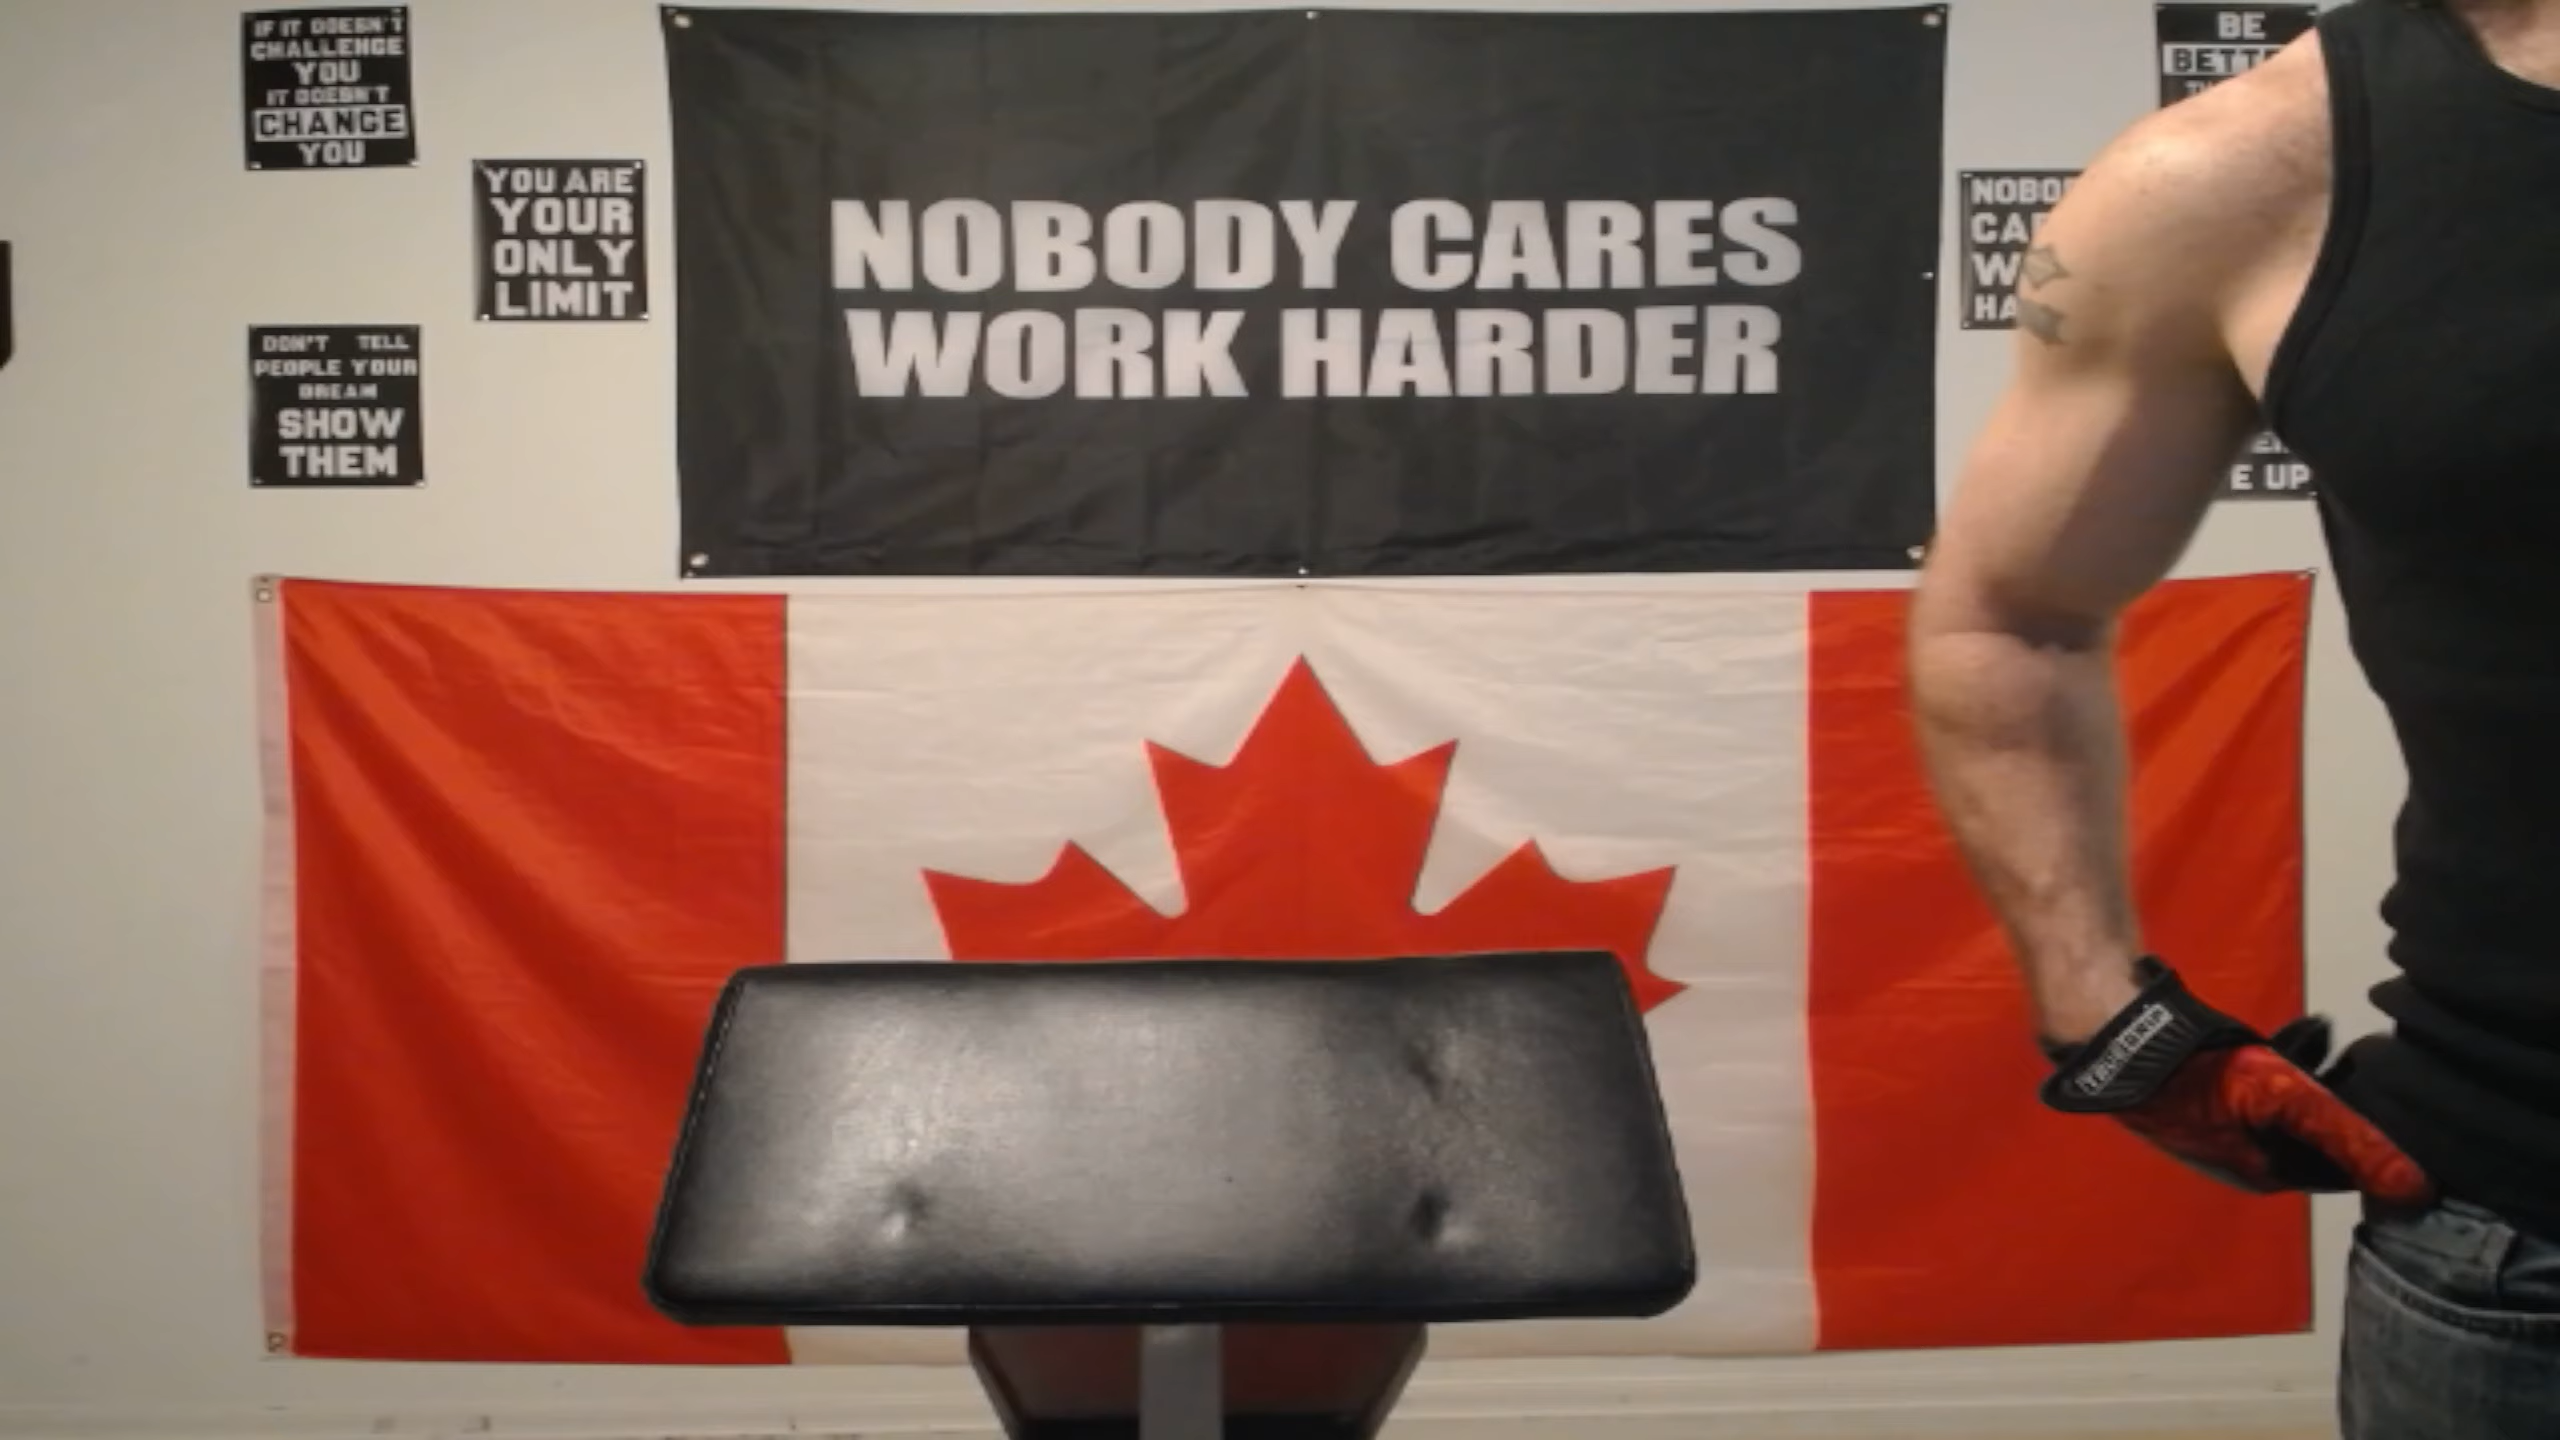 IF IT DOESN'T
CHALLENGE
YOU
IT DOESN'T
CHANGE
YOU
YOU ARE
YOUR
ONLY
LIMIT
DON'T TELL
PEOPLE YOUR
DREAM
SHOW
THEM
NOBODY CARES
WORK HARDER
BE
E UP